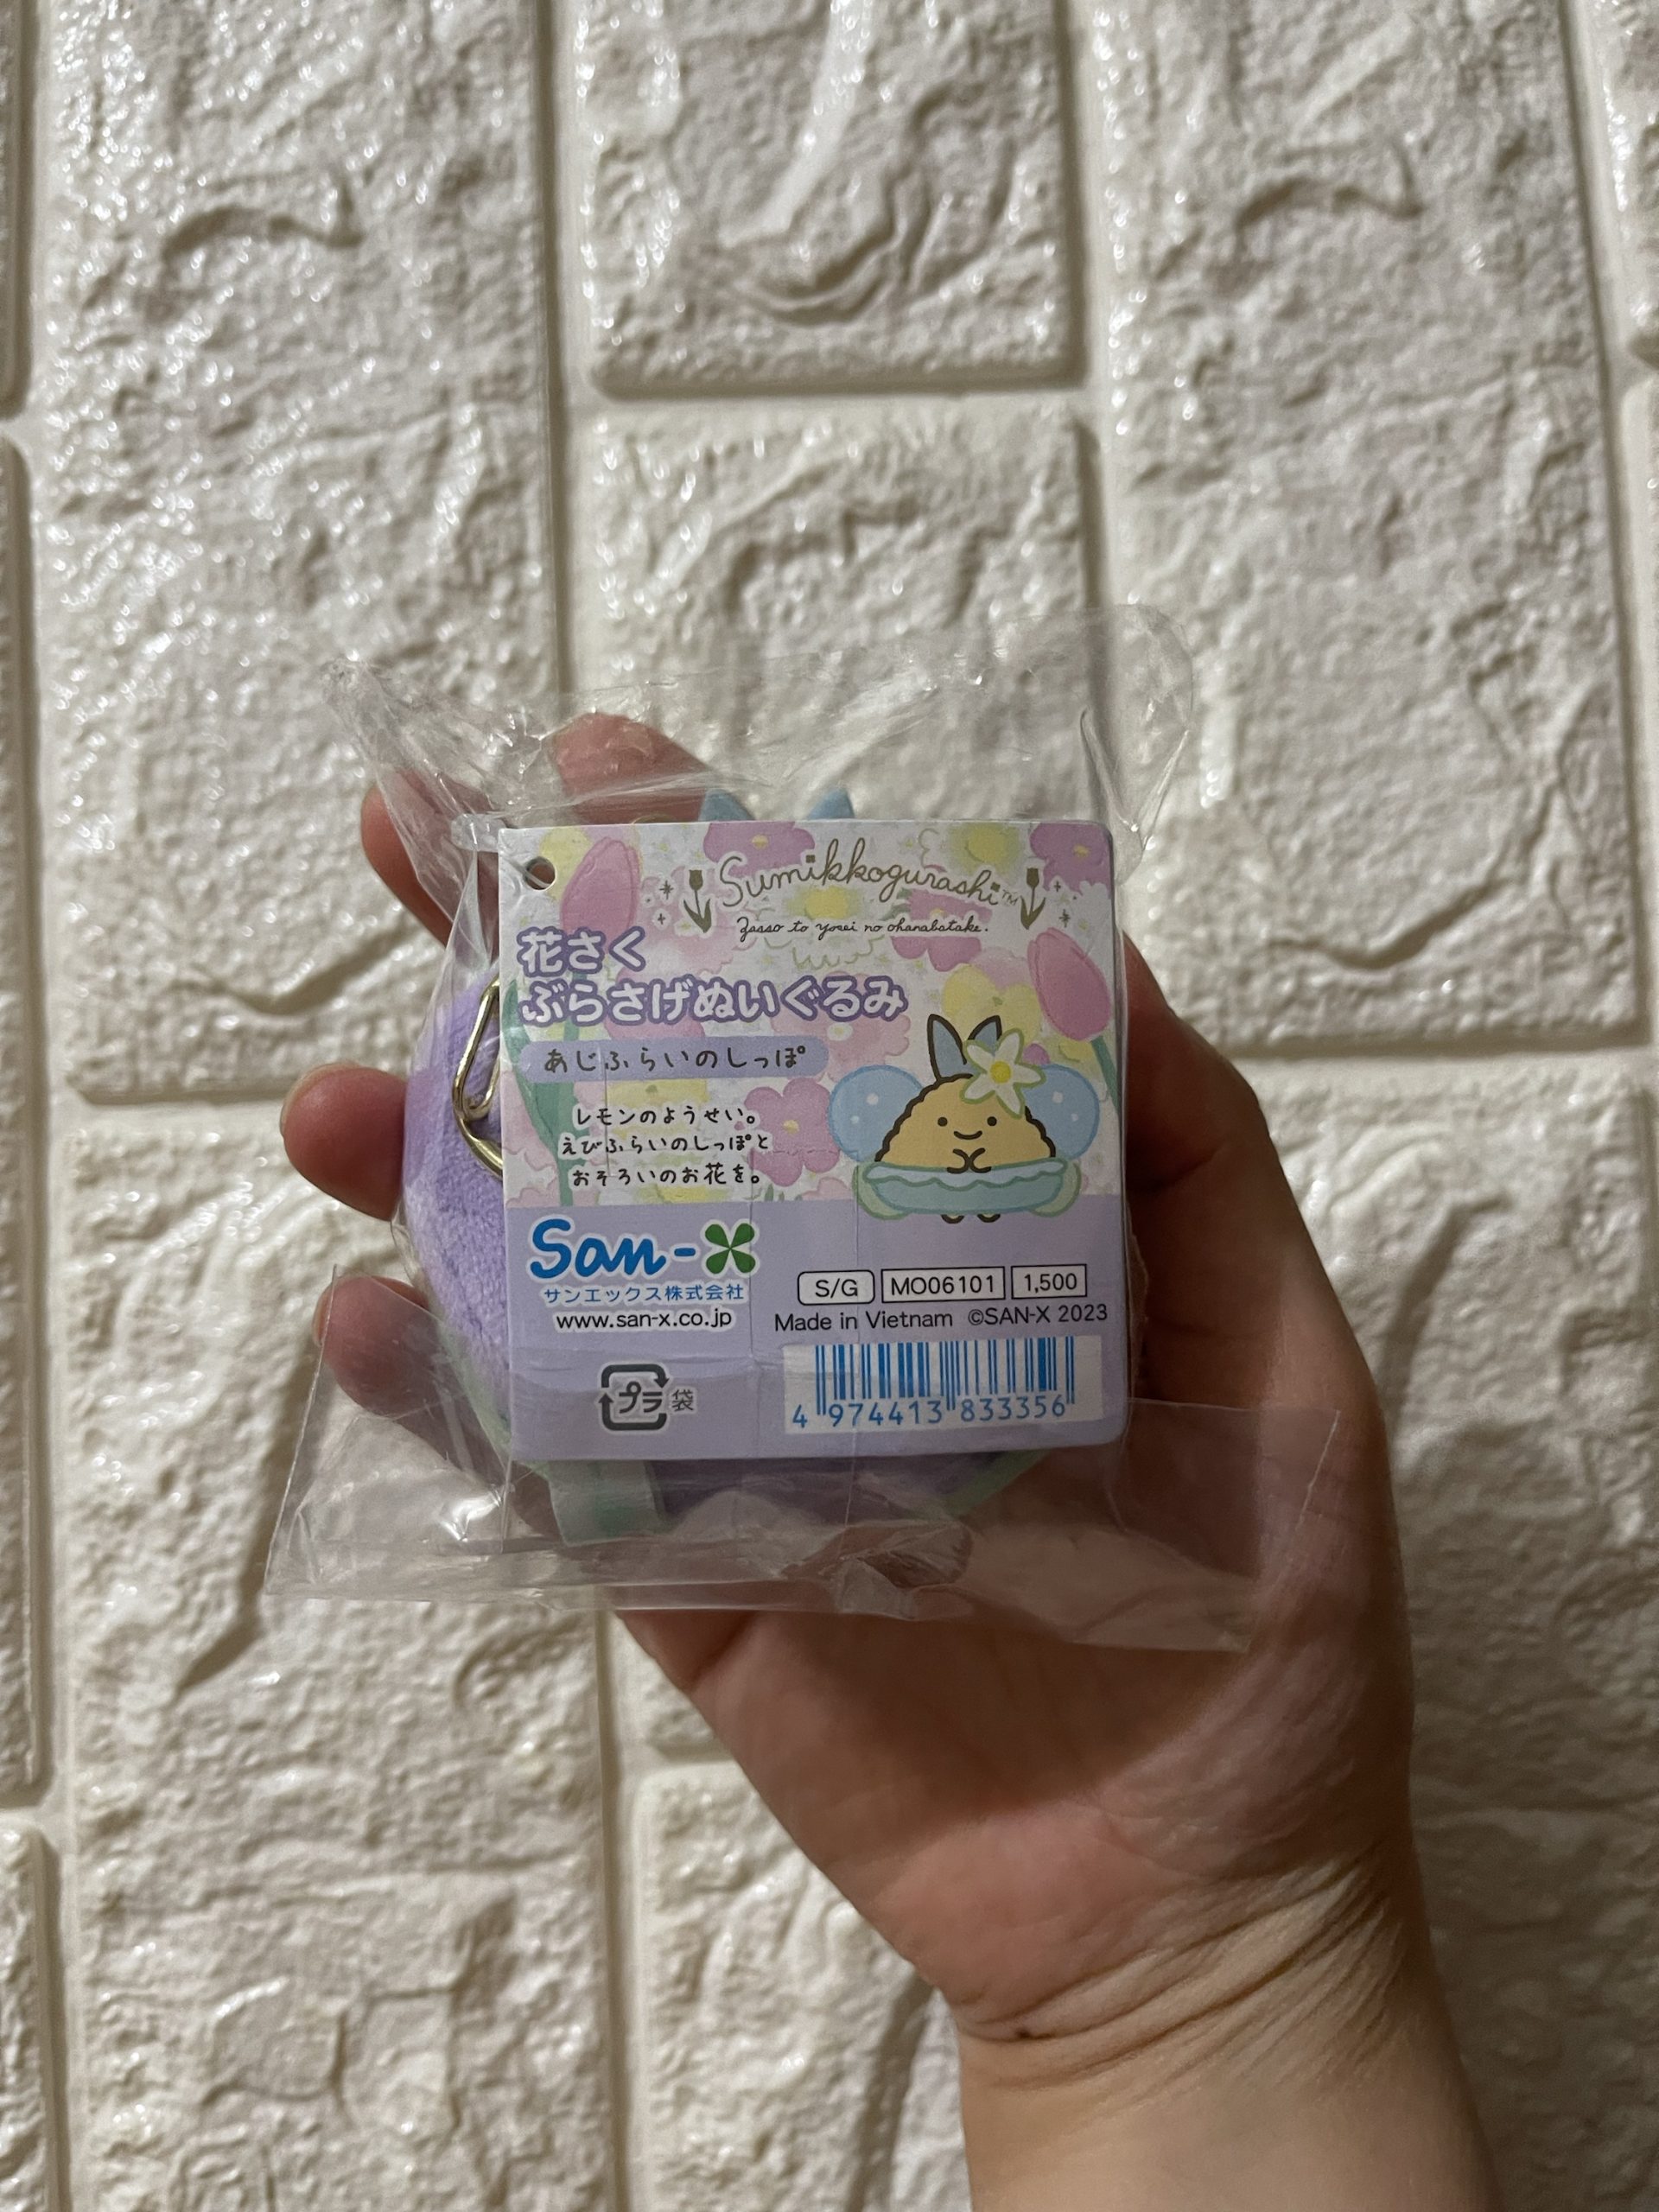 Sumikkogurashi™
Zasso to yosei no ohanabatake.
花さく
ぶらさげぬいぐるみ
あじふらいのしっぽ
レモンのようせい。
えびふらいのしっぽと
おそろいのお花を。
San-X
サンエックス株式会社
www.san-x.co.jp
S/G MO06101 1,500
Made in Vietnam ©SAN-X 2023
プラ 袋
4 974413 833356